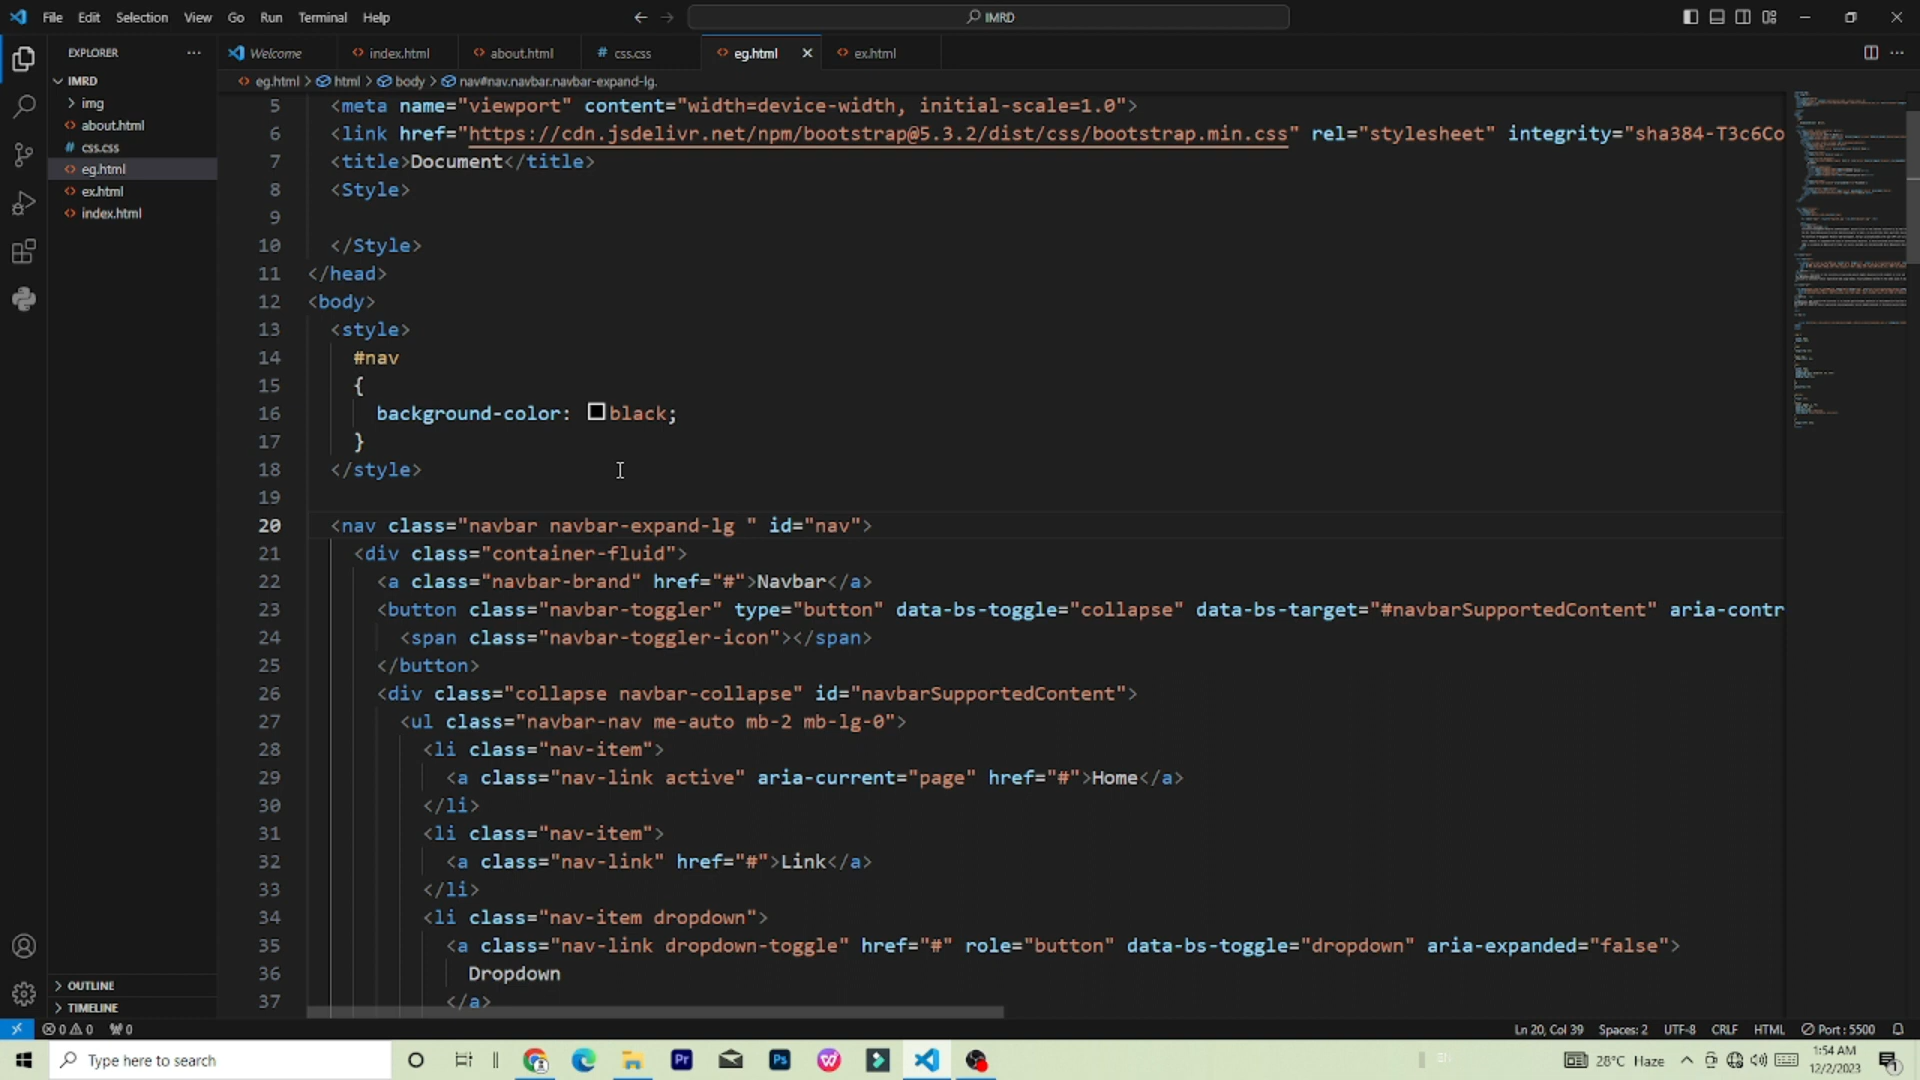 File Edit Selection View Go Run Terminal Help
IMRD
EXPLORER ···
Welcome
index.html
about.html
# css.css
eg.html
ex.html
IMRD
eg.html > html > body > nav#nav.navbar.navbar-expand-lg.
img
about.html
# css.css
eg.html
ex.html
index.html
5 <meta name="viewport" content="width=device-width, initial-scale=1.0">
6 <link href="https://cdn.jsdelivr.net/npm/bootstrap@5.3.2/dist/css/bootstrap.min.css" rel="stylesheet" integrity="sha384-T3c6Co
7 <title>Document</title>
8 <Style>
9
10 </Style>
11 </head>
12 <body>
13 <style>
14 #nav
15 {
16 background-color: black;
17 }
18 </style>
19
20 <nav class="navbar navbar-expand-lg " id="nav">
21 <div class="container-fluid">
22 <a class="navbar-brand" href="#">Navbar</a>
23 <button class="navbar-toggler" type="button" data-bs-toggle="collapse" data-bs-target="#navbarSupportedContent" aria-contr
24 <span class="navbar-toggler-icon"></span>
25 </button>
26 <div class="collapse navbar-collapse" id="navbarSupportedContent">
27 <ul class="navbar-nav me-auto mb-2 mb-lg-0">
28 <li class="nav-item">
29 <a class="nav-link active" aria-current="page" href="#">Home</a>
30 </li>
31 <li class="nav-item">
32 <a class="nav-link" href="#">Link</a>
33 </li>
34 <li class="nav-item dropdown">
35 <a class="nav-link dropdown-toggle" href="#" role="button" data-bs-toggle="dropdown" aria-expanded="false">
36 Dropdown
37 </a>
OUTLINE
TIMELINE
0 0 0
Ln 20, Col 39 Spaces: 2 UTF-8 CRLF HTML Port : 5500
Type here to search
Pr
Ps
28°C Haze
1:54 AM
12/2/2023
1